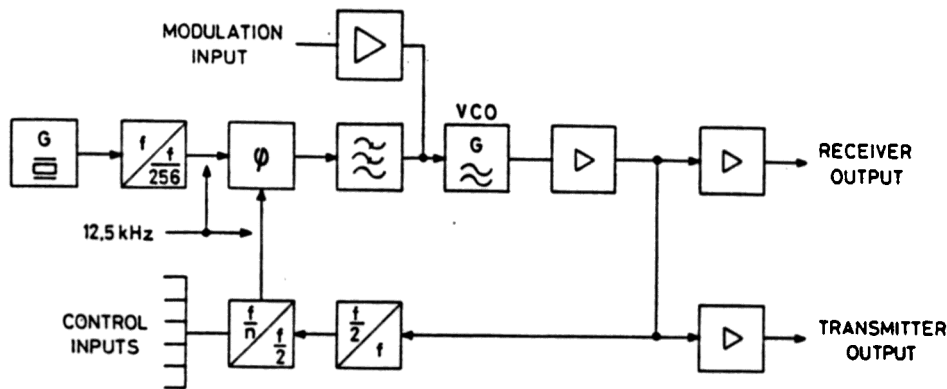 MODULATION
INPUT
VCO
G
f
f
256
φ
G
RECEIVER
OUTPUT
12,5 kHz
CONTROL
INPUTS
f
n
f
2
f
2
f
TRANSMITTER
OUTPUT